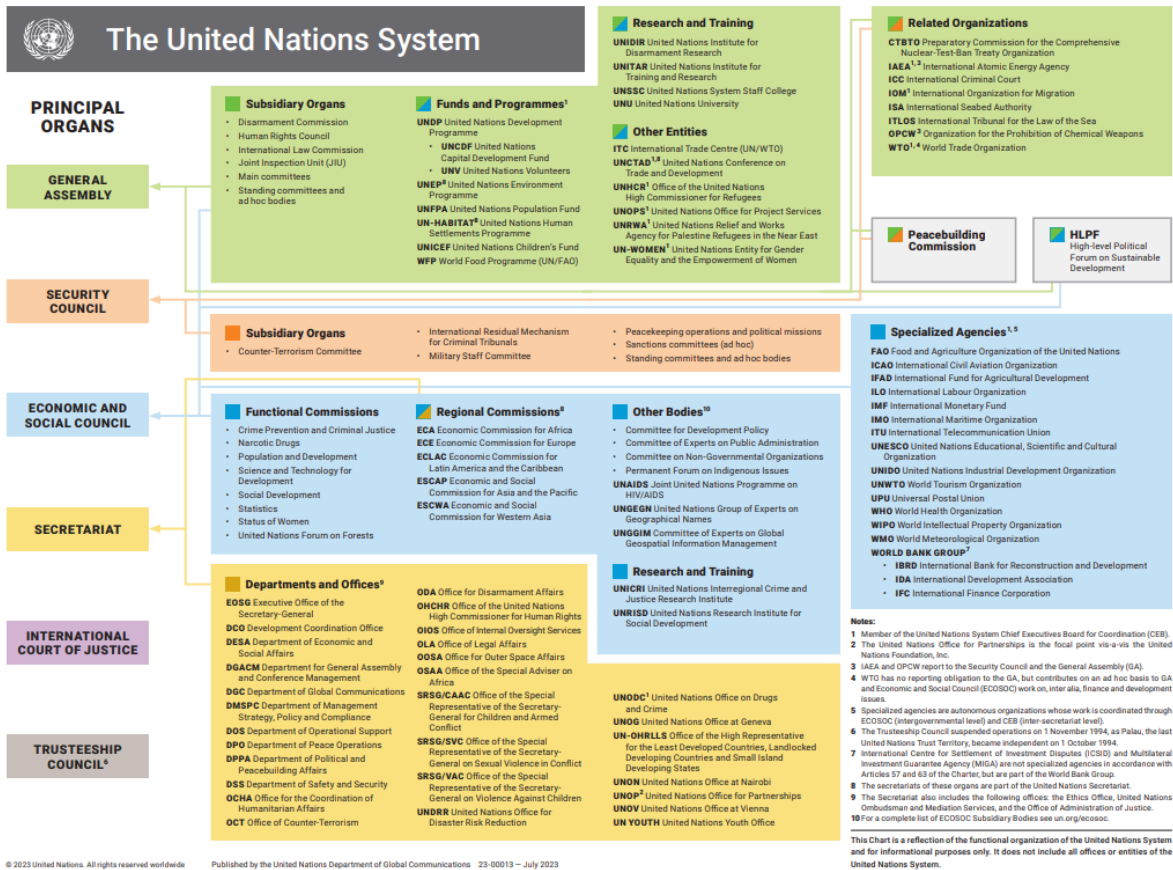 The United Nations System
PRINCIPAL
ORGANS
GENERAL
ASSEMBLY
SECURITY
COUNCIL
ECONOMIC AND
SOCIAL COUNCIL
SECRETARIAT
INTERNATIONAL
COURT OF JUSTICE
TRUSTEESHIP
COUNCIL⁶
Subsidiary Organs
• Disarmament Commission
• Human Rights Council
• International Law Commission
• Joint Inspection Unit (JIU)
• Main committees
• Standing committees and
ad hoc bodies
Funds and Programmes¹
UNDP United Nations Development
Programme
• UNCDF United Nations
Capital Development Fund
• UNV United Nations Volunteers
UNEP⁸ United Nations Environment
Programme
UNFPA United Nations Population Fund
UN-HABITAT⁸ United Nations Human
Settlements Programme
UNICEF United Nations Children's Fund
WFP World Food Programme (UN/FAO)
Research and Training
UNIDIR United Nations Institute for
Disarmament Research
UNITAR United Nations Institute for
Training and Research
UNSSC United Nations System Staff College
UNU United Nations University
Other Entities
ITC International Trade Centre (UN/WTO)
UNCTAD¹,⁸ United Nations Conference on
Trade and Development
UNHCR¹ Office of the United Nations
High Commissioner for Refugees
UNOPS¹ United Nations Office for Project Services
UNRWA¹ United Nations Relief and Works
Agency for Palestine Refugees in the Near East
UN-WOMEN¹ United Nations Entity for Gender
Equality and the Empowerment of Women
Related Organizations
CTBTO Preparatory Commission for the Comprehensive
Nuclear-Test-Ban Treaty Organization
IAEA¹,³ International Atomic Energy Agency
ICC International Criminal Court
IOM¹ International Organization for Migration
ISA International Seabed Authority
ITLOS International Tribunal for the Law of the Sea
OPCW³ Organization for the Prohibition of Chemical Weapons
WTO¹,⁴ World Trade Organization
Peacebuilding
Commission
HLPF
High-level Political
Forum on Sustainable
Development
Subsidiary Organs
• Counter-Terrorism Committee
• International Residual Mechanism
for Criminal Tribunals
• Military Staff Committee
• Peacekeeping operations and political missions
• Sanctions committees (ad hoc)
• Standing committees and ad hoc bodies
Functional Commissions
• Crime Prevention and Criminal Justice
• Narcotic Drugs
• Population and Development
• Science and Technology for
Development
• Social Development
• Statistics
• Status of Women
• United Nations Forum on Forests
Regional Commissions⁸
ECA Economic Commission for Africa
ECE Economic Commission for Europe
ECLAC Economic Commission for
Latin America and the Caribbean
ESCAP Economic and Social
Commission for Asia and the Pacific
ESCWA Economic and Social
Commission for Western Asia
Other Bodies¹⁰
• Committee for Development Policy
• Committee of Experts on Public Administration
• Committee on Non-Governmental Organizations
• Permanent Forum on Indigenous Issues
UNAIDS Joint United Nations Programme on
HIV/AIDS
UNGEGN United Nations Group of Experts on
Geographical Names
UNGGIM Committee of Experts on Global
Geospatial Information Management
Research and Training
UNICRI United Nations Interregional Crime and
Justice Research Institute
UNRISD United Nations Research Institute for
Social Development
Specialized Agencies¹,⁵
FAO Food and Agriculture Organization of the United Nations
ICAO International Civil Aviation Organization
IFAD International Fund for Agricultural Development
ILO International Labour Organization
IMF International Monetary Fund
IMO International Maritime Organization
ITU International Telecommunication Union
UNESCO United Nations Educational, Scientific and Cultural
Organization
UNIDO United Nations Industrial Development Organization
UNWTO World Tourism Organization
UPU Universal Postal Union
WHO World Health Organization
WIPO World Intellectual Property Organization
WMO World Meteorological Organization
WORLD BANK GROUP⁷
• IBRD International Bank for Reconstruction and Development
• IDA International Development Association
• IFC International Finance Corporation
Departments and Offices⁹
EOSG Executive Office of the
Secretary-General
DCO Development Coordination Office
DESA Department of Economic and
Social Affairs
DGACM Department for General Assembly
and Conference Management
DGC Department of Global Communications
DMSPC Department of Management
Strategy, Policy and Compliance
DOS Department of Operational Support
DPO Department of Peace Operations
DPPA Department of Political and
Peacebuilding Affairs
DSS Department of Safety and Security
OCHA Office for the Coordination of
Humanitarian Affairs
OCT Office of Counter-Terrorism
ODA Office for Disarmament Affairs
OHCHR Office of the United Nations
High Commissioner for Human Rights
OIOS Office of Internal Oversight Services
OLA Office of Legal Affairs
OOSA Office for Outer Space Affairs
OSAA Office of the Special Adviser on
Africa
SRSG/CAAC Office of the Special
Representative of the Secretary-
General for Children and Armed
Conflict
SRSG/SVC Office of the Special
Representative of the Secretary-
General on Sexual Violence in Conflict
SRSG/VAC Office of the Special
Representative of the Secretary-
General on Violence Against Children
UNDRR United Nations Office for
Disaster Risk Reduction
UNODC¹ United Nations Office on Drugs
and Crime
UNOG United Nations Office at Geneva
UN-OHRLLS Office of the High Representative
for the Least Developed Countries, Landlocked
Developing Countries and Small Island
Developing States
UNON United Nations Office at Nairobi
UNOP² United Nations Office for Partnerships
UNOV United Nations Office at Vienna
UN YOUTH United Nations Youth Office
Notes:
1 Member of the United Nations System Chief Executives Board for Coordination (CEB).
2 The United Nations Office for Partnerships is the focal point vis-a-vis the United
Nations Foundation, Inc.
3 IAEA and OPCW report to the Security Council and the General Assembly (GA).
4 WTO has no reporting obligation to the GA, but contributes on an ad hoc basis to GA
and Economic and Social Council (ECOSOC) work on, inter alia, finance and development
issues.
5 Specialized agencies are autonomous organizations whose work is coordinated through
ECOSOC (intergovernmental level) and CEB (inter-secretariat level).
6 The Trusteeship Council suspended operations on 1 November 1994, as Palau, the last
United Nations Trust Territory, became independent on 1 October 1994.
7 International Centre for Settlement of Investment Disputes (ICSID) and Multilateral
Investment Guarantee Agency (MIGA) are not specialized agencies in accordance with
Articles 57 and 63 of the Charter, but are part of the World Bank Group.
8 The secretariats of these organs are part of the United Nations Secretariat.
9 The Secretariat also includes the following offices: the Ethics Office, United Nations
Ombudsman and Mediation Services, and the Office of Administration of Justice.
10 For a complete list of ECOSOC Subsidiary Bodies see un.org/ecosoc.
This Chart is a reflection of the functional organization of the United Nations System
and for informational purposes only. It does not include all offices or entities of the
United Nations System.
© 2023 United Nations. All rights reserved worldwide
Published by the United Nations Department of Global Communications 23-00013 — July 2023